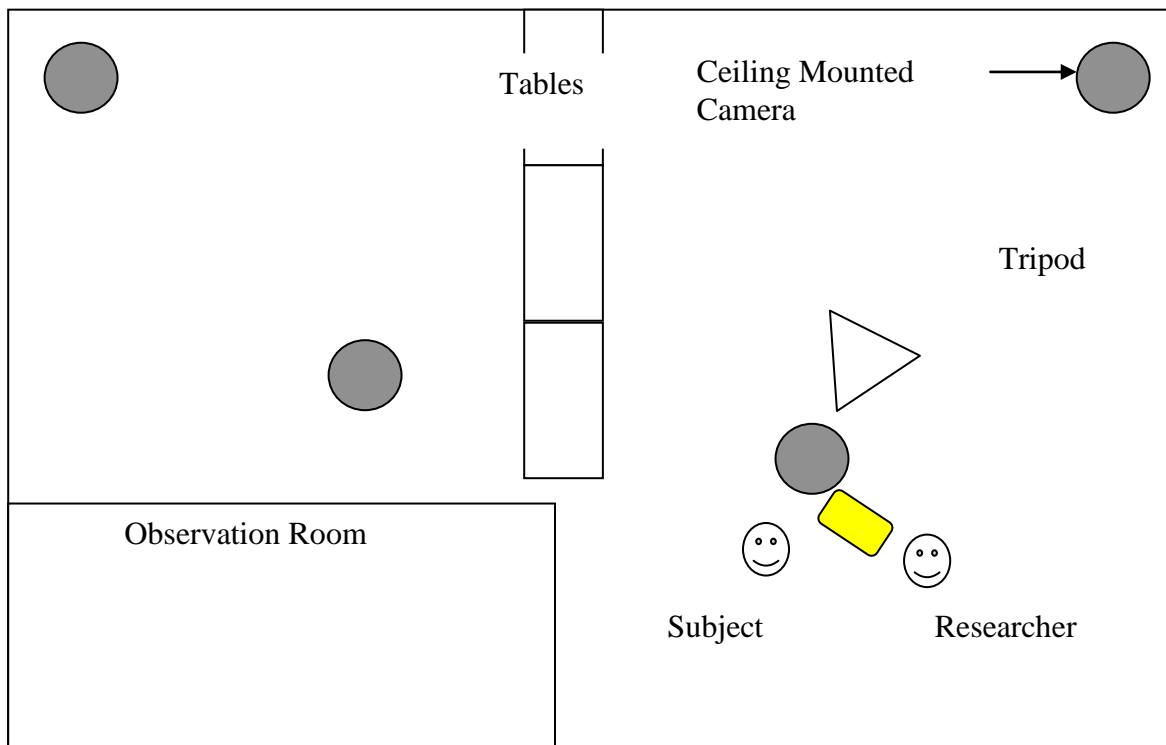 Tables
Ceiling Mounted
Camera
Tripod
Observation Room
Subject
Researcher